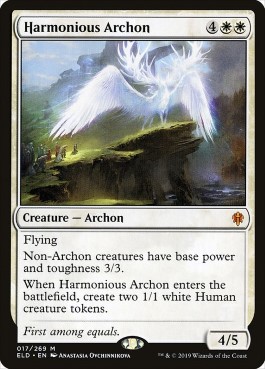 Harmonious Archon 4
Creature — Archon
Flying
Non-Archon creatures have base power
and toughness 3/3.
When Harmonious Archon enters the
battlefield, create two 1/1 white Human
creature tokens.
First among equals.
4/5
017/269 M
ELD • EN Anastasia Ovchinnikova
™ & © 2019 Wizards of the Coast